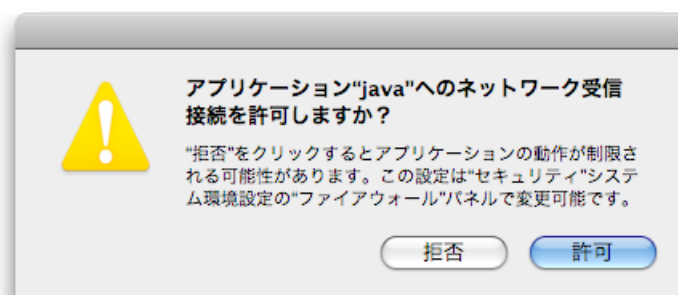 アプリケーション“java”へのネットワーク受信
接続を許可しますか？
“拒否”をクリックするとアプリケーションの動作が制限さ
れる可能性があります。この設定は“セキュリティ”システ
ム環境設定の“ファイアウォール”パネルで変更可能です。
拒否
許可